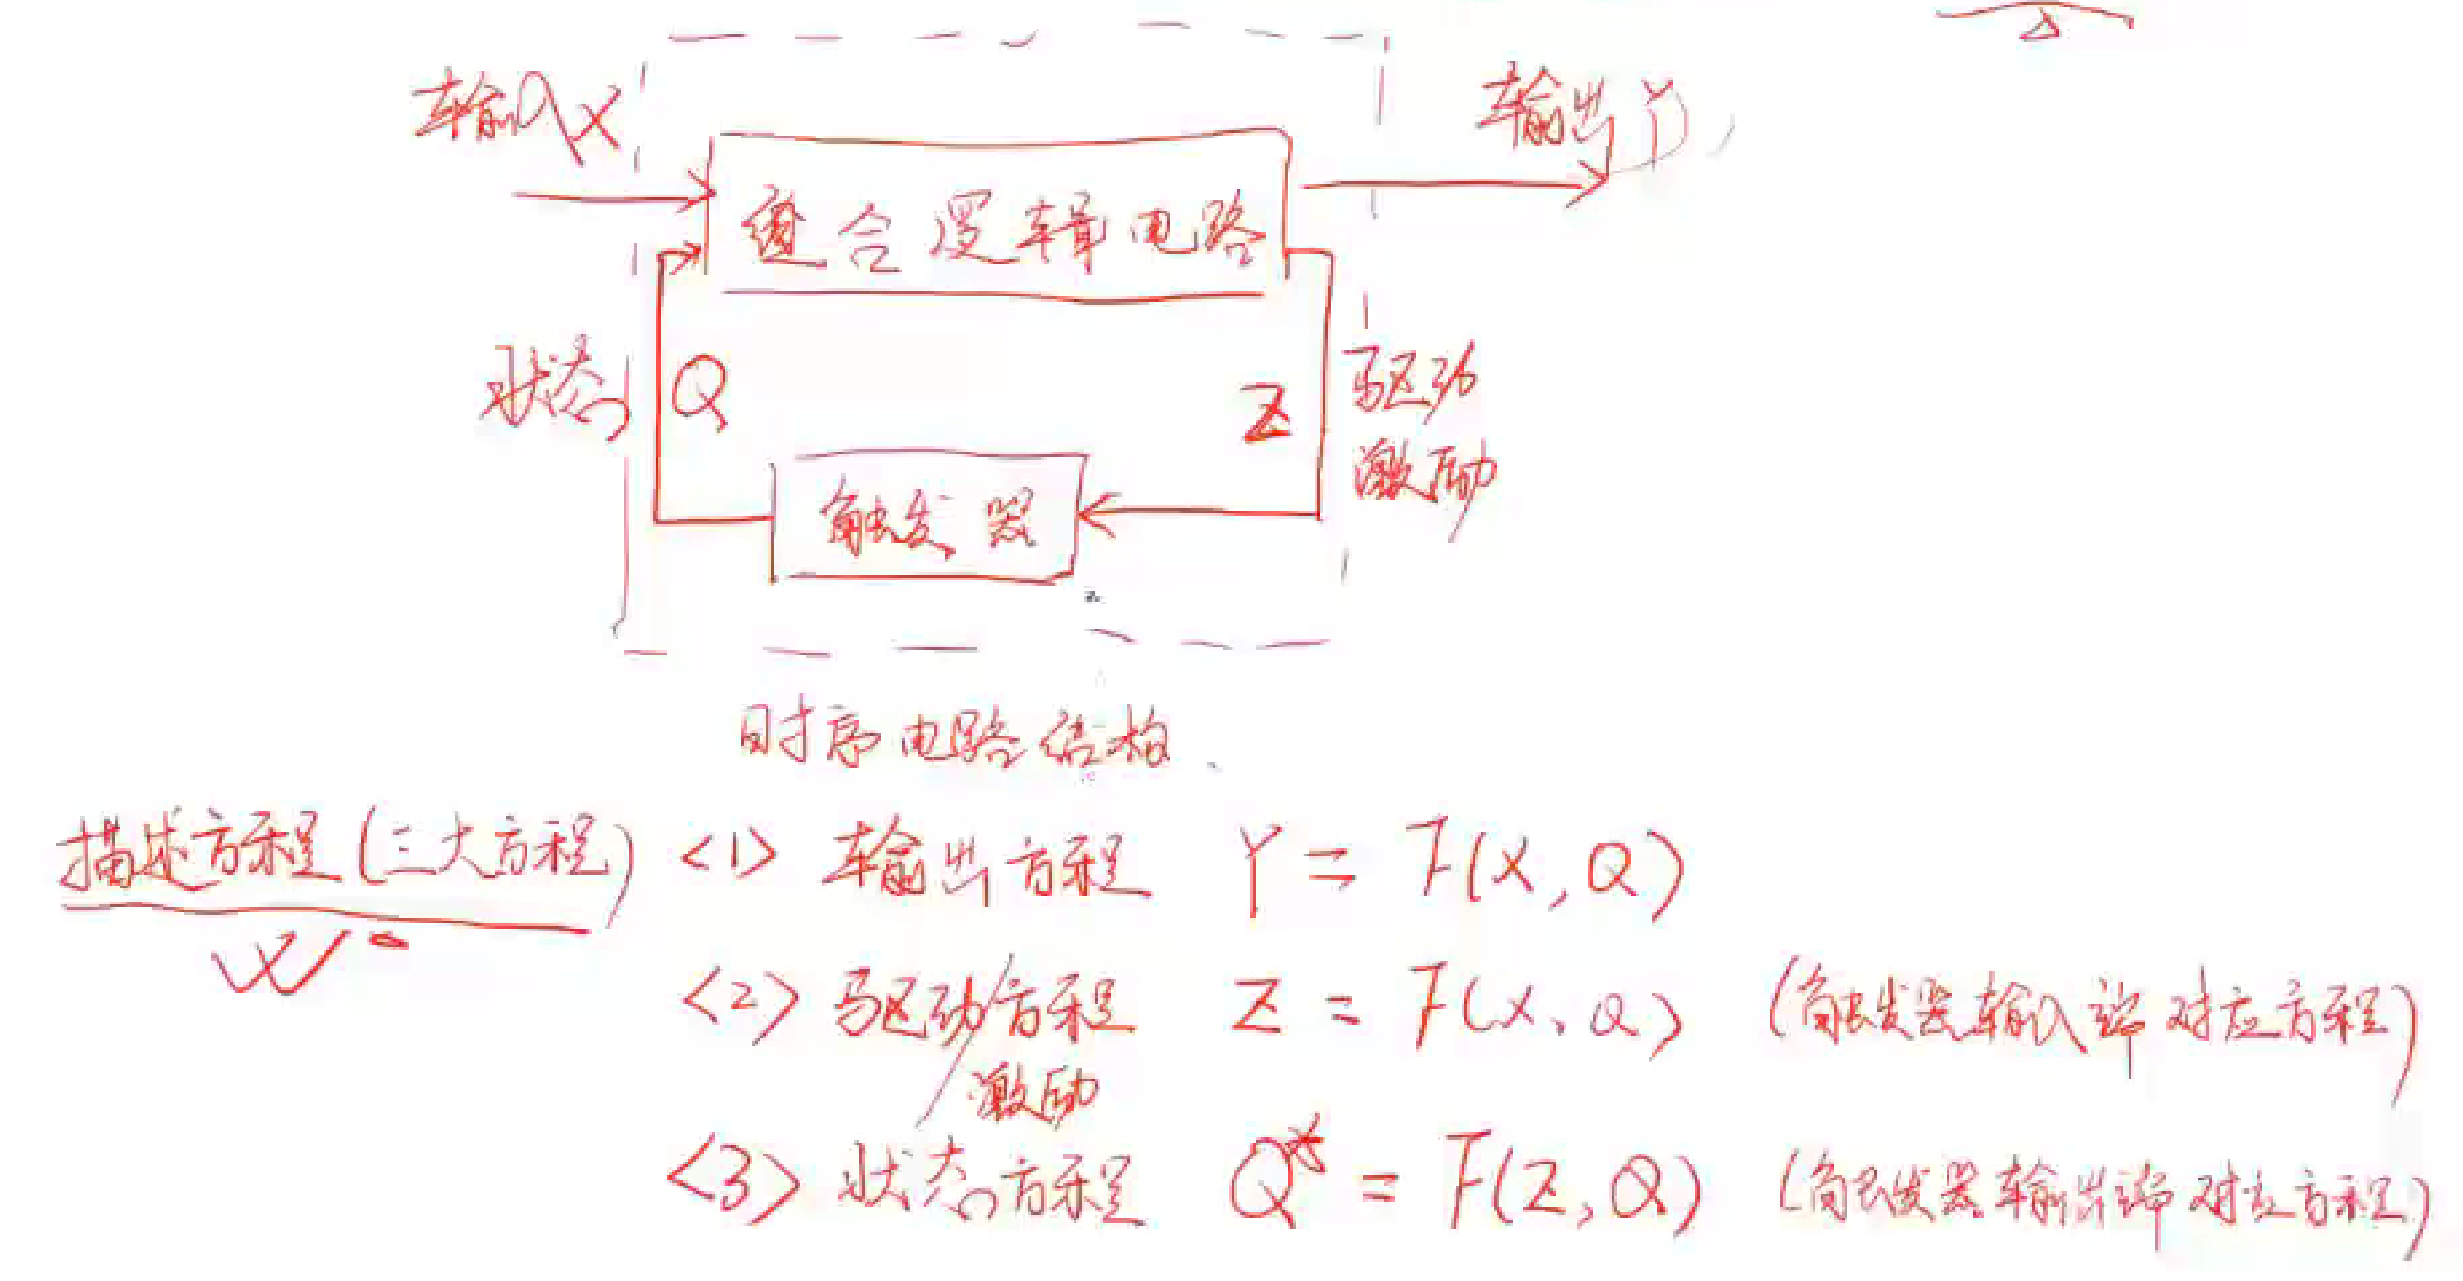 输入X
输出Y
组合逻辑电路
状态 Q
Z 驱动
激励
触发器
时序电路结构
描述方程(三大方程) <1> 输出方程 Y = F(X, Q)
<2> 驱动/方程 Z = F(X, Q) (触发器输入端对应方程)
激励
<3> 状态方程 Q* = F(Z, Q) (触发器输出端对应方程)